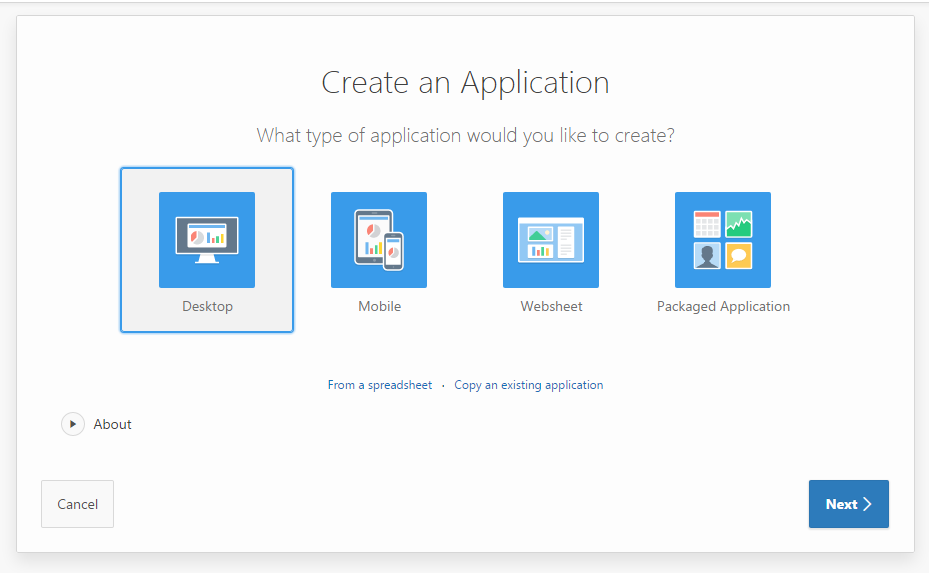 Create an Application
What type of application would you like to create?
Desktop
Mobile
Websheet
Packaged Application
From a spreadsheet · Copy an existing application
About
Cancel
Next